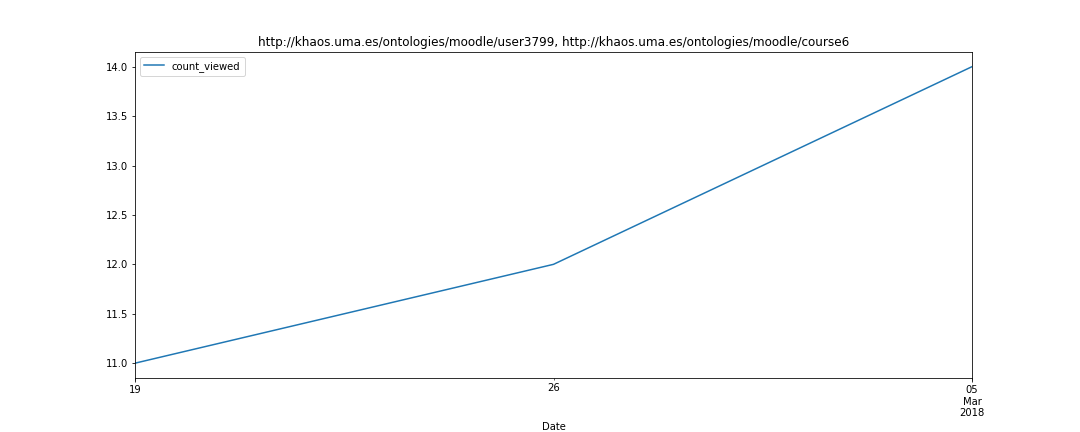 http://khaos.uma.es/ontologies/moodle/user3799, http://khaos.uma.es/ontologies/moodle/course6
count_viewed
14.0
13.5
13.0
12.5
12.0
11.5
11.0
19
26
05
Mar
2018
Date